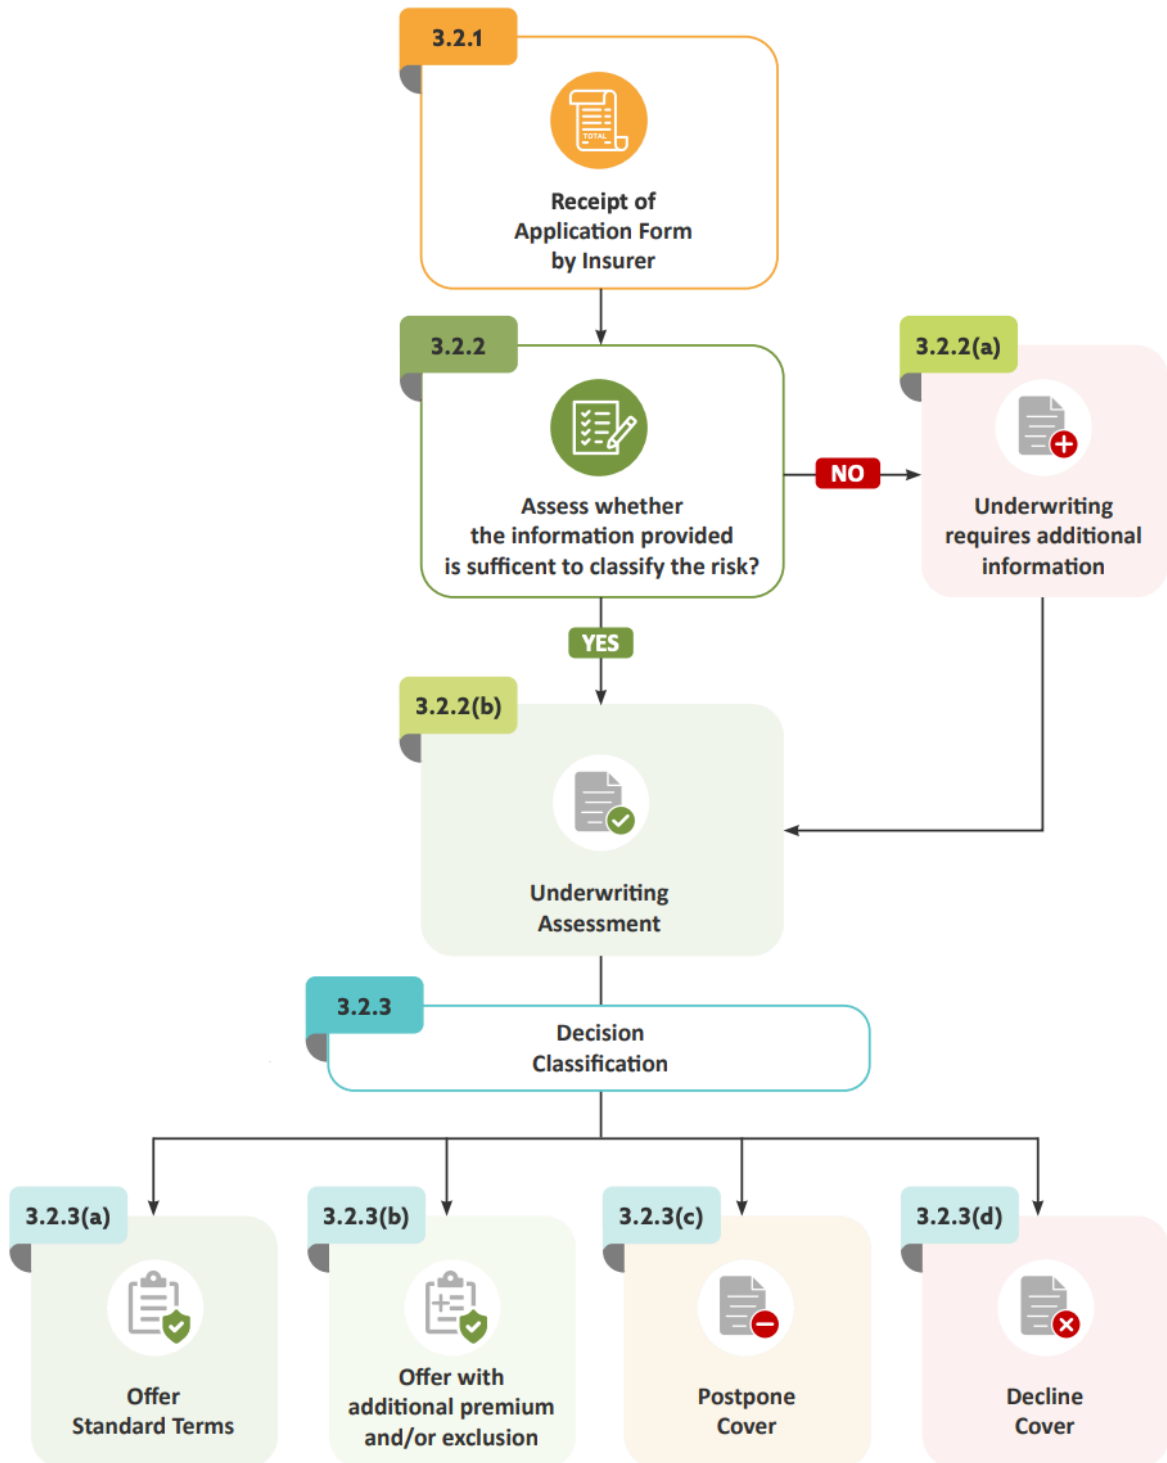 3.2.1
TOTAL
Receipt of
Application Form
by Insurer
3.2.2
Assess whether
the information provided
is sufficent to classify the risk?
NO
3.2.2(a)
Underwriting
requires additional
information
YES
3.2.2(b)
Underwriting
Assessment
3.2.3
Decision
Classification
3.2.3(a)
Offer
Standard Terms
3.2.3(b)
Offer with
additional premium
and/or exclusion
3.2.3(c)
Postpone
Cover
3.2.3(d)
Decline
Cover